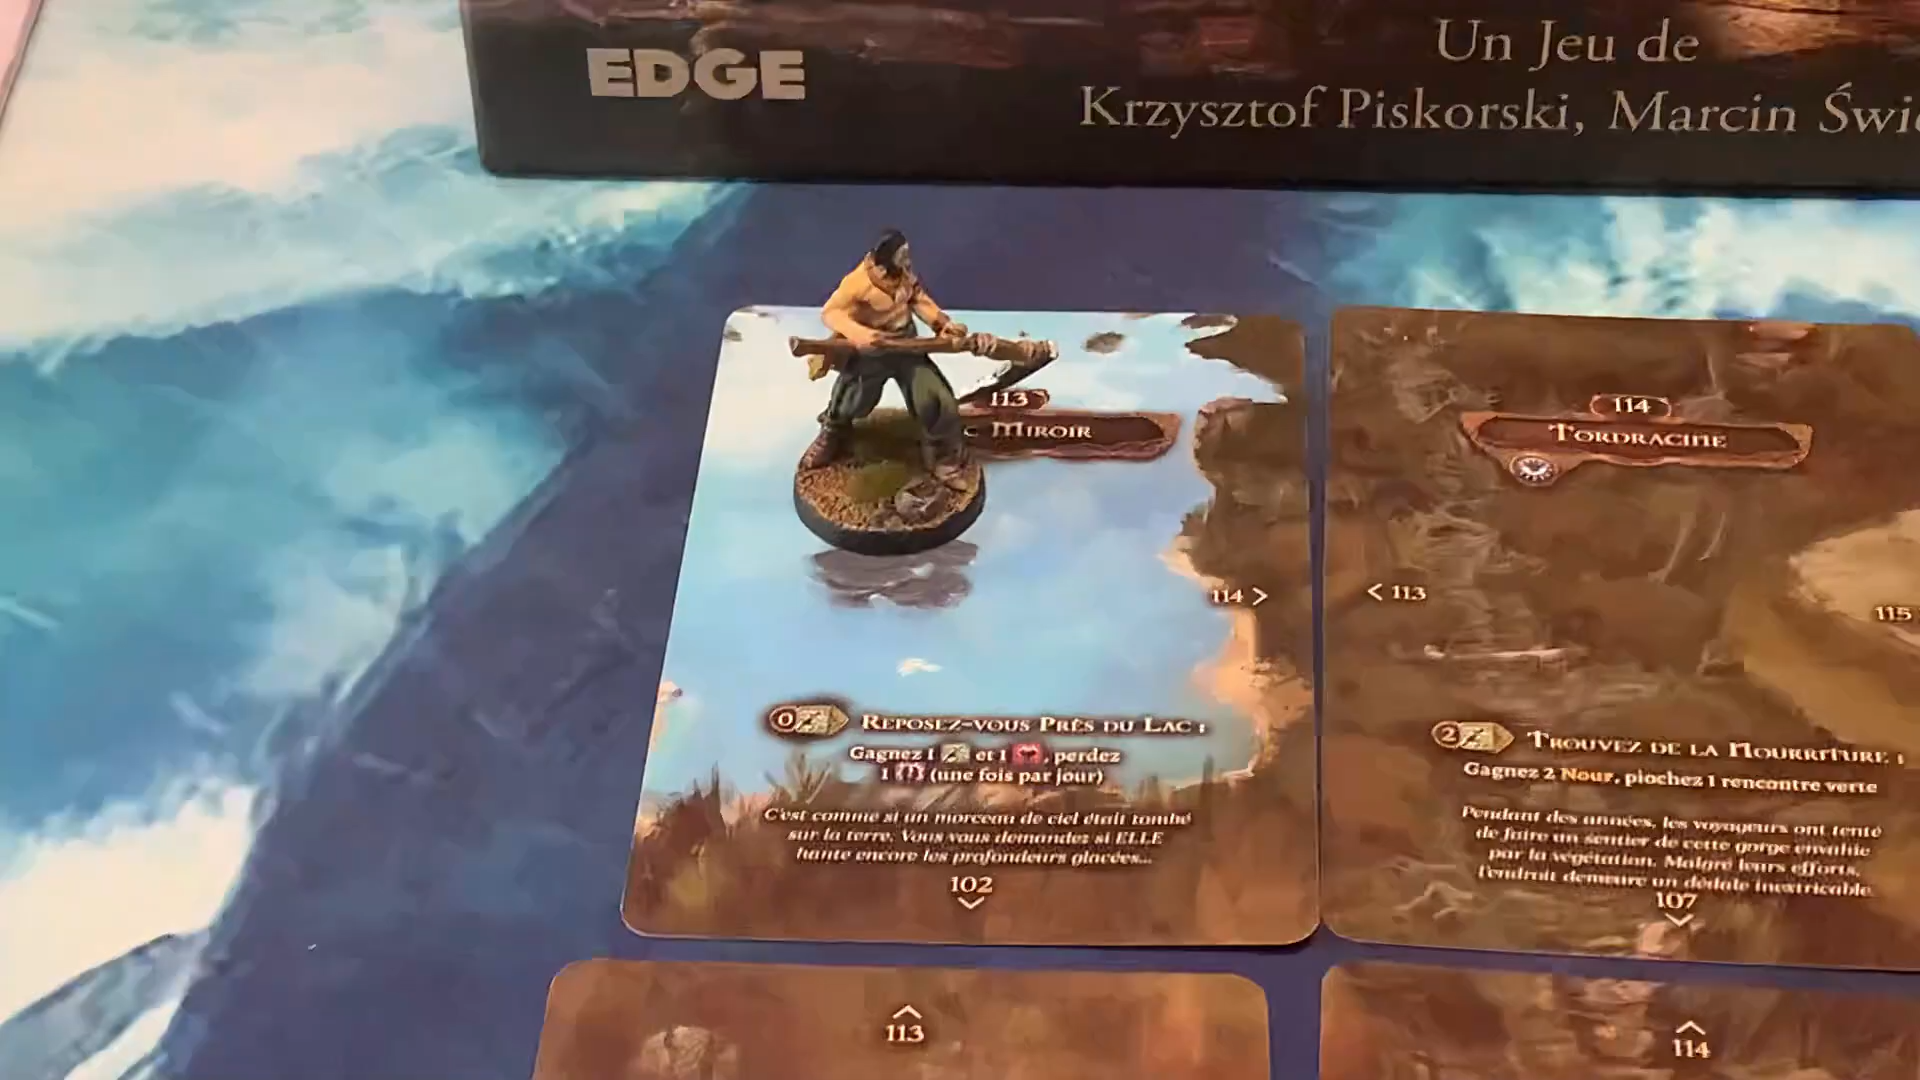 EDGE
Un Jeu de
Krzysztof Piskorski, Marcin Świę
113
Miroir
114 >
0 Reposez-vous Près du Lac :
Gagnez 1 et 1 , perdez
1 (une fois par jour)
C'est comme si un morceau de ciel était tombé
sur la terre. Vous vous demandez si ELLE
hante encore les profondeurs glacées...
102
114
Tordracine
< 113
115
2 Trouvez de la Nourriture :
Gagnez 2 Nour, piochez 1 rencontre verte
Pendant des années, les voyageurs ont tenté
de faire un sentier de cette gorge envahie
par la végétation. Malgré leurs efforts,
l'endroit demeure un dédale inextricable.
107
113
114